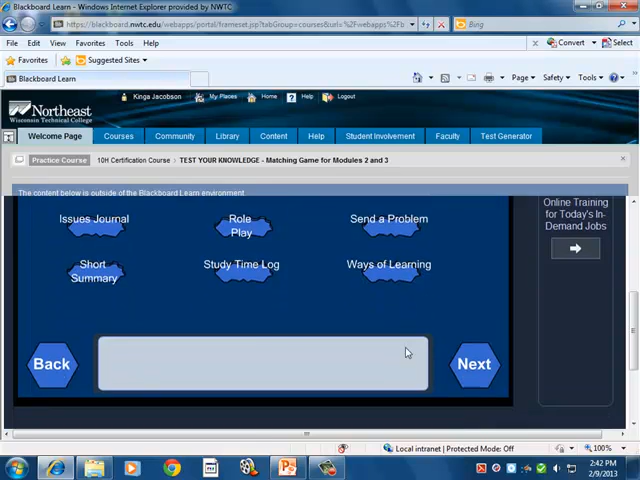 Blackboard Learn - Windows Internet Explorer provided by NWTC
https://blackboard.nwtc.edu/webapps/portal/frameset.jsp?tabGroup=courses&url=%2Fwebapps%2Fb
Bing
File Edit View Favorites Tools Help
Convert Select
Favorites Suggested Sites
Blackboard Learn
Page Safety Tools
Kinga Jacobson My Places Home Help Logout
Northeast
Wisconsin Technical College
Welcome Page Courses Community Library Content Help Student Involvement Faculty Test Generator
Practice Course 10H Certification Course > TEST YOUR KNOWLEDGE - Matching Game for Modules 2 and 3
The content below is outside of the Blackboard Learn environment
Online Training
for Today's In-
Demand Jobs
Issues Journal
Role
Play
Send a Problem
Short
Summary
Study Time Log
Ways of Learning
Back
Next
Local intranet | Protected Mode: Off
100%
2:42 PM
2/9/2013